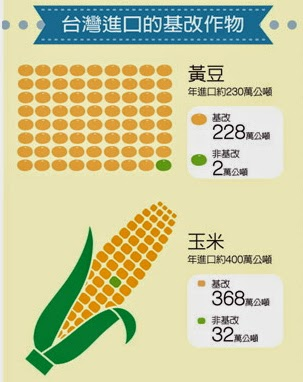 台灣進口的基改作物
黃豆
年進口約230萬公噸
基改
228萬公噸
非基改
2萬公噸
玉米
年進口約400萬公噸
基改
368萬公噸
非基改
32萬公噸